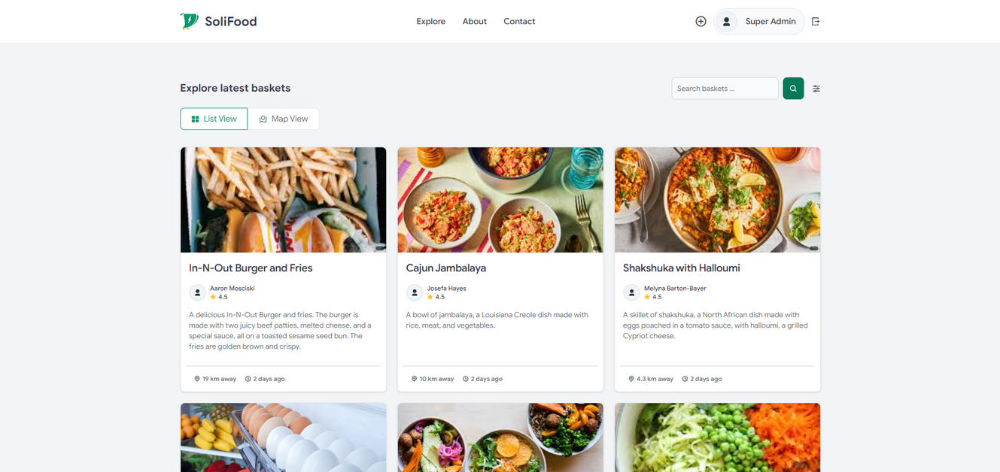 SoliFood
Explore About Contact
Super Admin
Explore latest baskets
Search baskets ...
List View Map View
In-N-Out Burger and Fries
Aaron Mosciski
4.5
A delicious In-N-Out Burger and fries. The burger is
made with two juicy beef patties, melted cheese, and a
special sauce, all on a toasted sesame seed bun. The
fries are golden brown and crispy.
19 km away 2 days ago
Cajun Jambalaya
Josefa Hayes
4.5
A bowl of jambalaya, a Louisiana Creole dish made with
rice, meat, and vegetables.
10 km away 2 days ago
Shakshuka with Halloumi
Melyna Barton-Bayer
4.5
A skillet of shakshuka, a North African dish made with
eggs poached in a tomato sauce, with halloumi, a grilled
Cypriot cheese.
4.3 km away 2 days ago